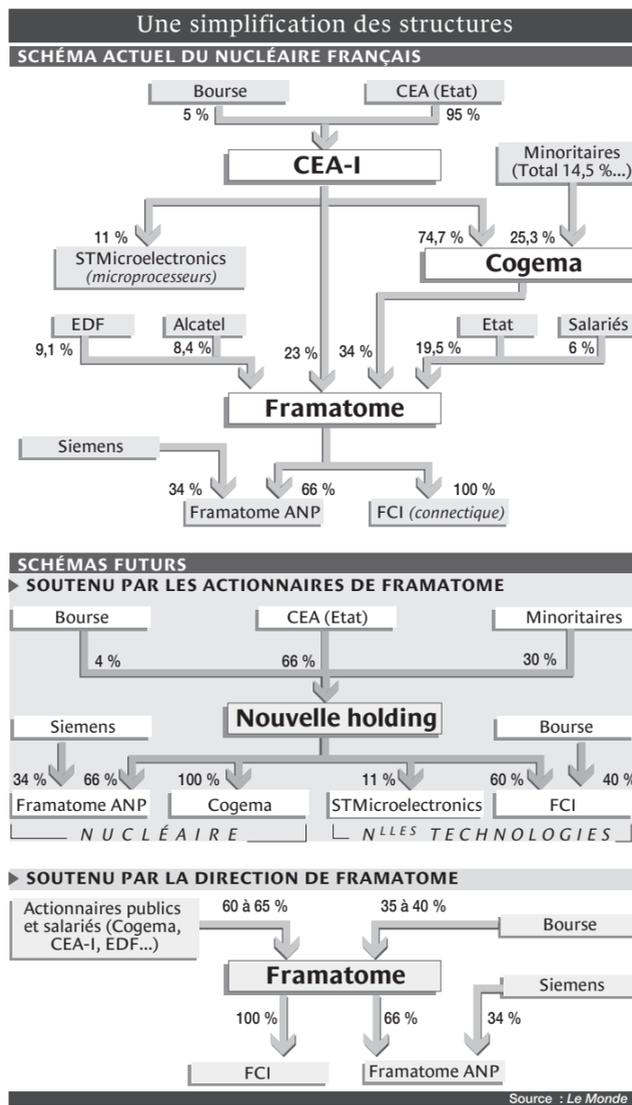 Une simplification des structures
SCHÉMA ACTUEL DU NUCLÉAIRE FRANÇAIS
Bourse
CEA (Etat)
5 %
95 %
CEA-I
Minoritaires
(Total 14,5 %...)
11 %
74,7 %
25,3 %
STMicroelectronics
(microprocesseurs)
Cogema
EDF
Alcatel
Etat
Salariés
9,1 %
8,4%
23 %
34 %
19,5 %
6 %
Framatome
Siemens
34 %
66 %
100 %
Framatome ANP
FCI (connectique)
SCHÉMAS FUTURS
SOUTENU PAR LES ACTIONNAIRES DE FRAMATOME
Bourse
CEA (Etat)
Minoritaires
4 %
66 %
30 %
Nouvelle holding
Siemens
Bourse
34 %
66 %
100 %
11 %
60 %
40 %
Framatome ANP
Cogema
STMicroelectronics
FCI
NUCLÉAIRE
NLLES TECHNOLOGIES
SOUTENU PAR LA DIRECTION DE FRAMATOME
Actionnaires publics
et salariés (Cogema,
CEA-I, EDF...)
60 à 65 %
35 à 40 %
Bourse
Framatome
Siemens
100 %
66 %
34 %
FCI
Framatome ANP
Source : Le Monde